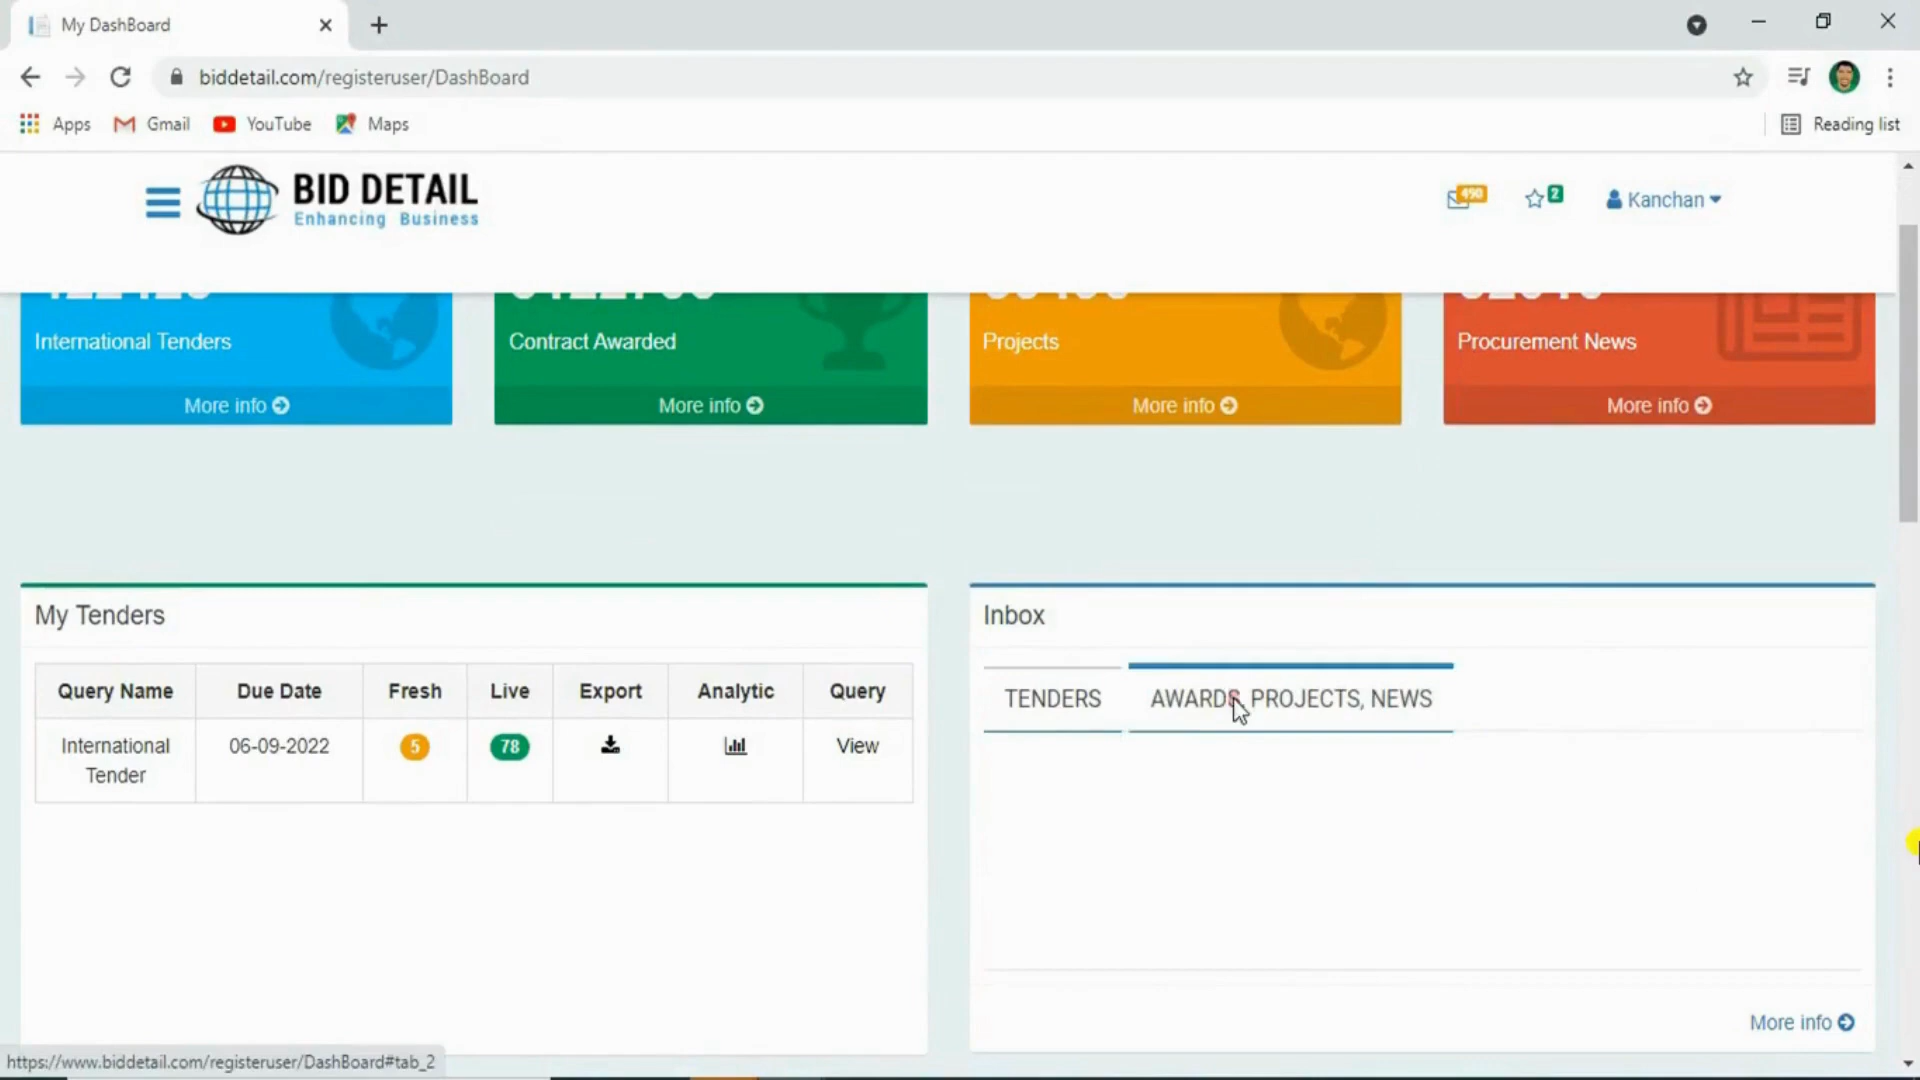 My DashBoard
biddetail.com/registeruser/DashBoard
Apps
Gmail
YouTube
Maps
Reading list
BID DETAIL
Enhancing Business
490
2
Kanchan
International Tenders
Contract Awarded
Projects
Procurement News
More info
More info
More info
More info
My Tenders
Inbox
Query Name Due Date Fresh Live Export Analytic Query
TENDERS
AWARDS, PROJECTS, NEWS
International Tender 06-09-2022 5 78 View
More info
https://www.biddetail.com/registeruser/DashBoard#tab_2